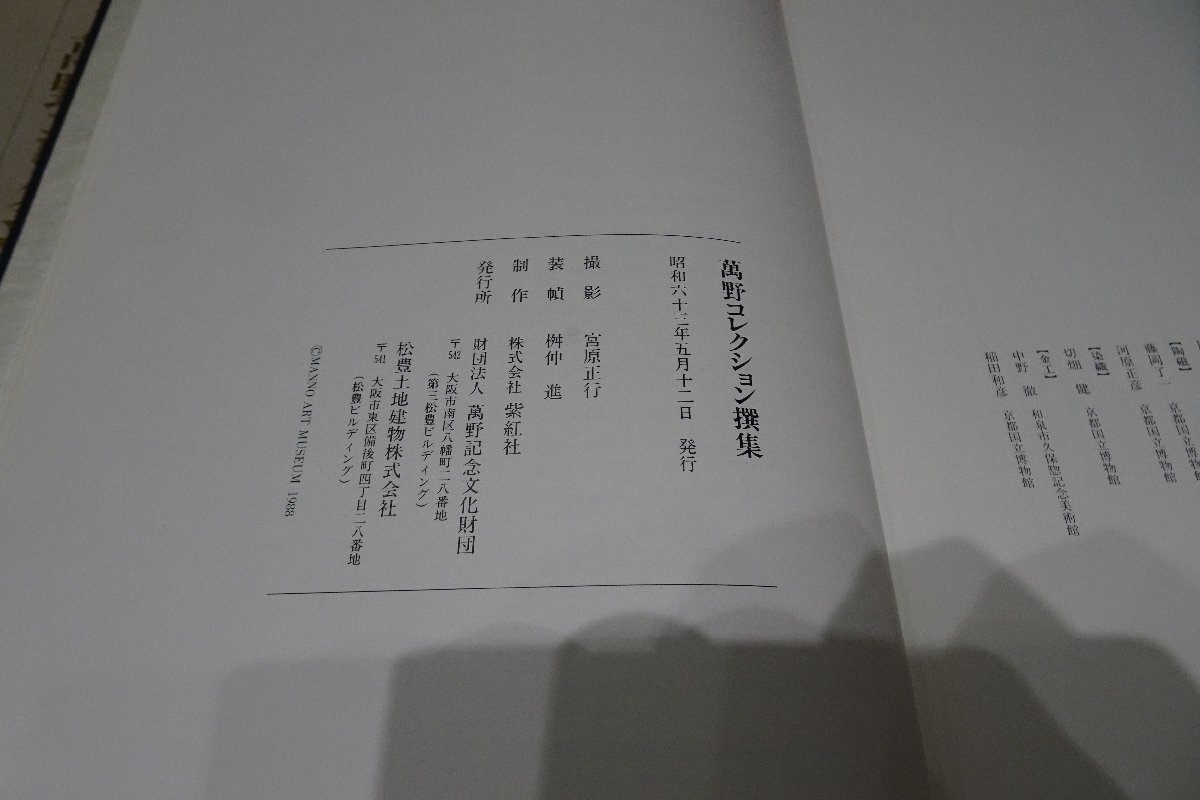 【陶磁】
藤岡了一 京都国立博物館
河原正彦 京都国立博物館
【染織】
切畑 健 京都国立博物館
【金工】
中野 徹 和泉市久保惣記念美術館
稲田和彦 京都国立博物館
萬野コレクション撰集
昭和六十三年五月十二日 発行
撮影 宮原正行
装幀 桝仲 進
制作 株式会社 紫紅社
発行所 財団法人 萬野記念文化財団
〒542 大阪市南区八幡町二八番地
(第三松豊ビルディング)
松豊土地建物株式会社
〒541 大阪市東区備後町四丁目二八番地
(松豊ビルディング)
©MANNO ART MUSEUM 1988